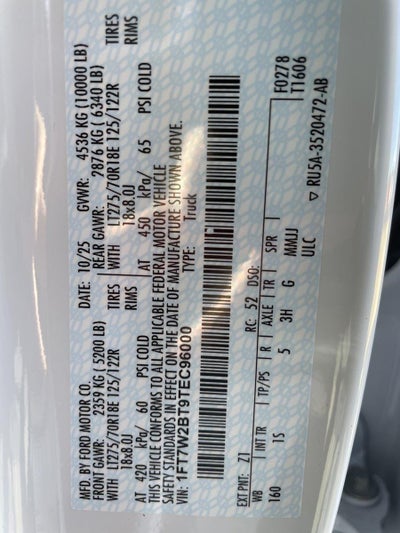 MFD. BY FORD MOTOR CO.
DATE: 10/25 GVWR: 4536 KG (10000 LB)
FRONT GAWR: 2359 KG ( 5200 LB) REAR GAWR: 2876 KG ( 6340 LB)
LT275/70R18E 125/122R TIRES WITH LT275/70R18E 125/122R TIRES
18x8.0J RIMS 18x8.0J RIMS
AT 420 kPa/ 60 PSI COLD AT 450 kPa/ 65 PSI COLD
THIS VEHICLE CONFORMS TO ALL APPLICABLE FEDERAL MOTOR VEHICLE
SAFETY STANDARDS IN EFFECT ON THE DATE OF MANUFACTURE SHOWN ABOVE.
VIN: 1FT7W2BT9TEC96000 TYPE: Truck
F0278
T1606
EXT PNT: Z1 RC: 52 DSO:
WB INT TR TP/PS R AXLE TR SPR
160 1S 5 3H G MMJJ
ULC
▽ RU5A-3520472-AB